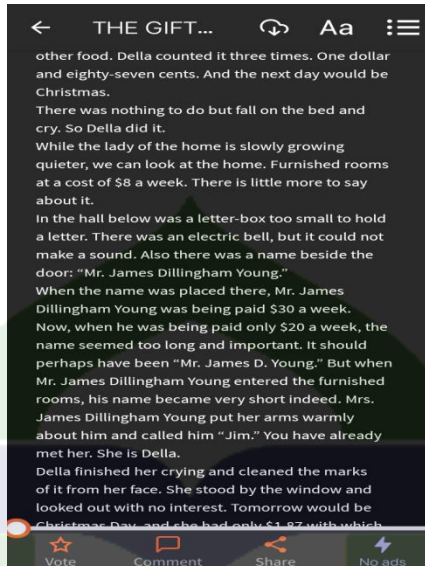 THE GIFT...
Aa
other food. Della counted it three times. One dollar
and eighty-seven cents. And the next day would be
Christmas.
There was nothing to do but fall on the bed and
cry. So Della did it.
While the lady of the home is slowly growing
quieter, we can look at the home. Furnished rooms
at a cost of $8 a week. There is little more to say
about it.
In the hall below was a letter-box too small to hold
a letter. There was an electric bell, but it could not
make a sound. Also there was a name beside the
door: “Mr. James Dillingham Young.”
When the name was placed there, Mr. James
Dillingham Young was being paid $30 a week.
Now, when he was being paid only $20 a week, the
name seemed too long and important. It should
perhaps have been “Mr. James D. Young.” But when
Mr. James Dillingham Young entered the furnished
rooms, his name became very short indeed. Mrs.
James Dillingham Young put her arms warmly
about him and called him “Jim.” You have already
met her. She is Della.
Della finished her crying and cleaned the marks
of it from her face. She stood by the window and
looked out with no interest. Tomorrow would be
Christmas Day, and she had only $1.87 with which
Vote Comment Share No ads